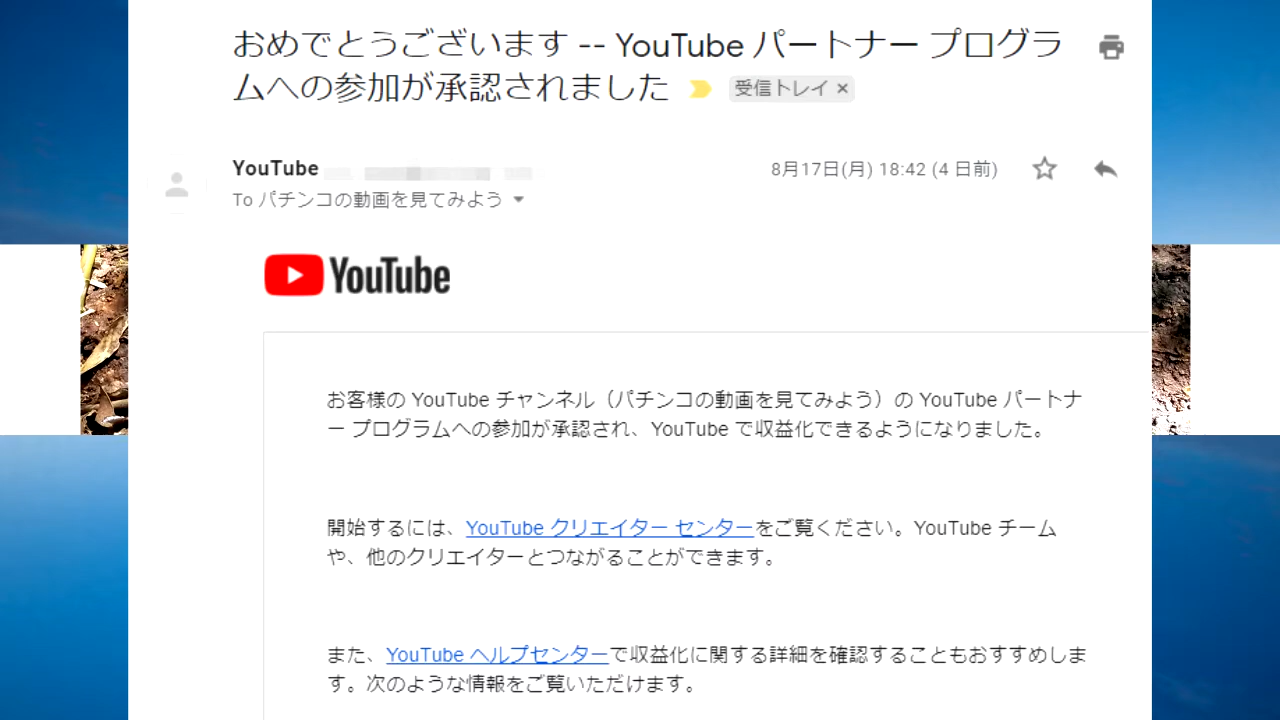 おめでとうございます -- YouTube パートナー プログラ
ムへの参加が承認されました 受信トレイ ×
YouTube
8月17日(月) 18:42 (4 日前)
To パチンコの動画を見てみよう
YouTube
お客様の YouTube チャンネル（パチンコの動画を見てみよう）の YouTube パートナ
ー プログラムへの参加が承認され、YouTube で収益化できるようになりました。
開始するには、YouTube クリエイター センターをご覧ください。YouTube チーム
や、他のクリエイターとつながることができます。
また、YouTube ヘルプセンターで収益化に関する詳細を確認することもおすすめしま
す。次のような情報をご覧いただけます。